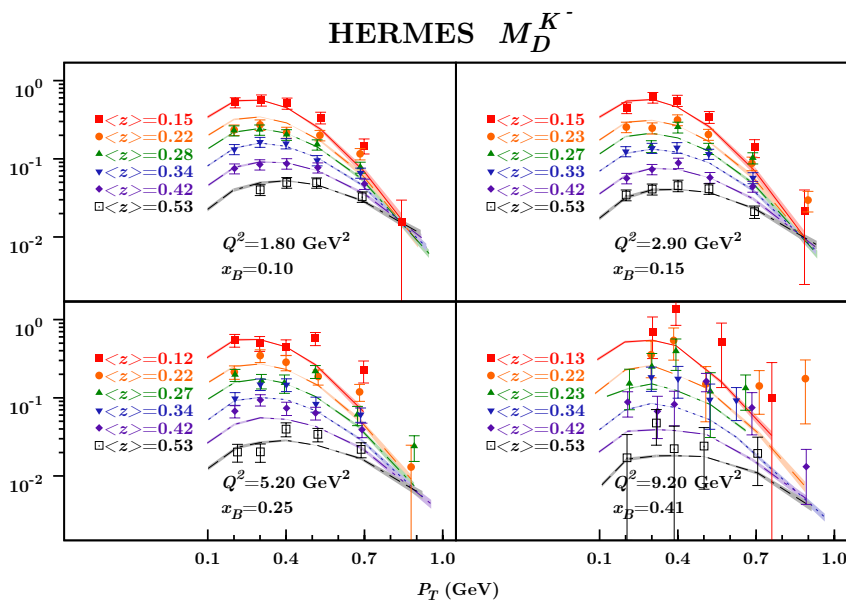 HERMES M_D^{K^-}
10^0
10^{-1}
10^{-2}
<z>=0.15
<z>=0.22
<z>=0.28
<z>=0.34
<z>=0.42
<z>=0.53
Q^2=1.80 GeV^2
x_B=0.10
<z>=0.15
<z>=0.23
<z>=0.27
<z>=0.33
<z>=0.42
<z>=0.53
Q^2=2.90 GeV^2
x_B=0.15
10^0
10^{-1}
10^{-2}
<z>=0.12
<z>=0.22
<z>=0.27
<z>=0.34
<z>=0.42
<z>=0.53
Q^2=5.20 GeV^2
x_B=0.25
<z>=0.13
<z>=0.22
<z>=0.23
<z>=0.34
<z>=0.42
<z>=0.53
Q^2=9.20 GeV^2
x_B=0.41
0.1 0.4 0.7 1.0 0.1 0.4 0.7 1.0
P_T (GeV)